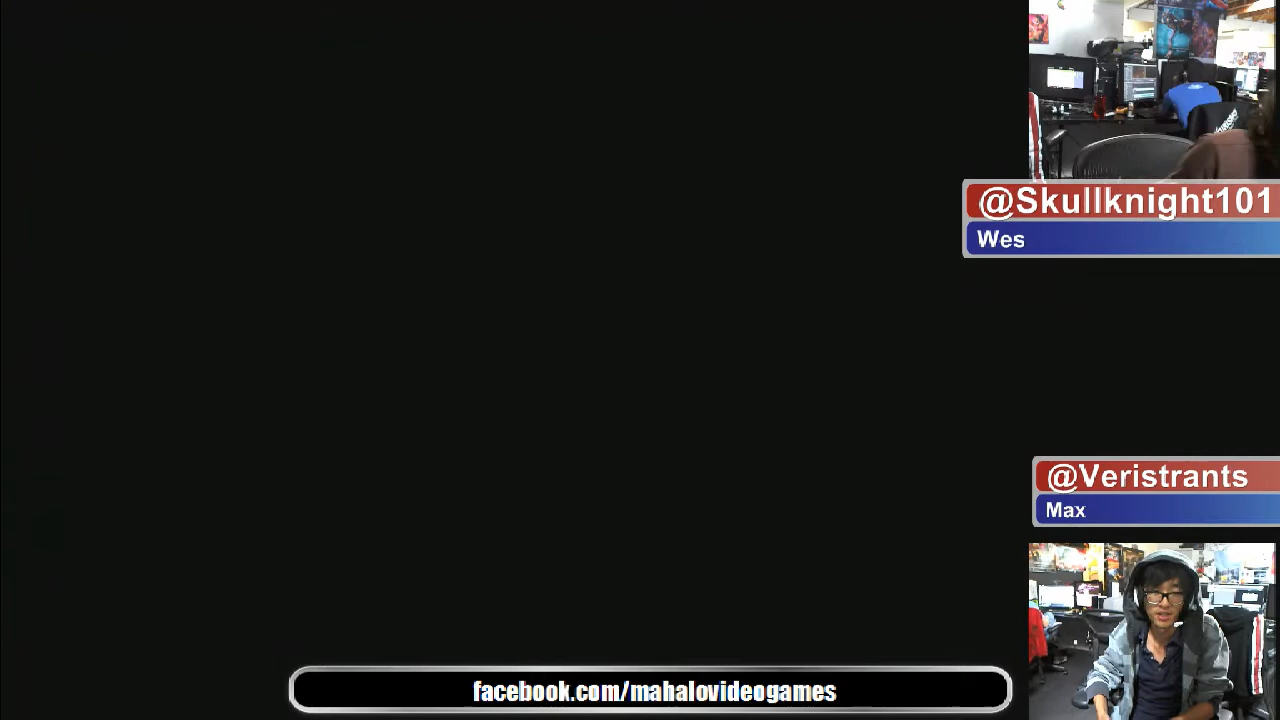 @Skullknight101
Wes
@Veristrants
Max
facebook.com/mahalovideogames